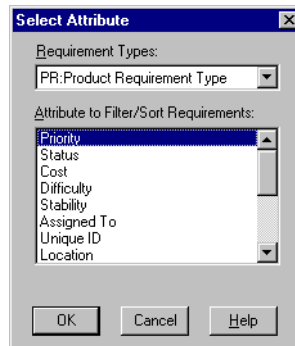 Select Attribute
Requirement Types:
PR:Product Requirement Type
Attribute to Filter/Sort Requirements:
Priority
Status
Cost
Difficulty
Stability
Assigned To
Unique ID
Location
OK Cancel Help